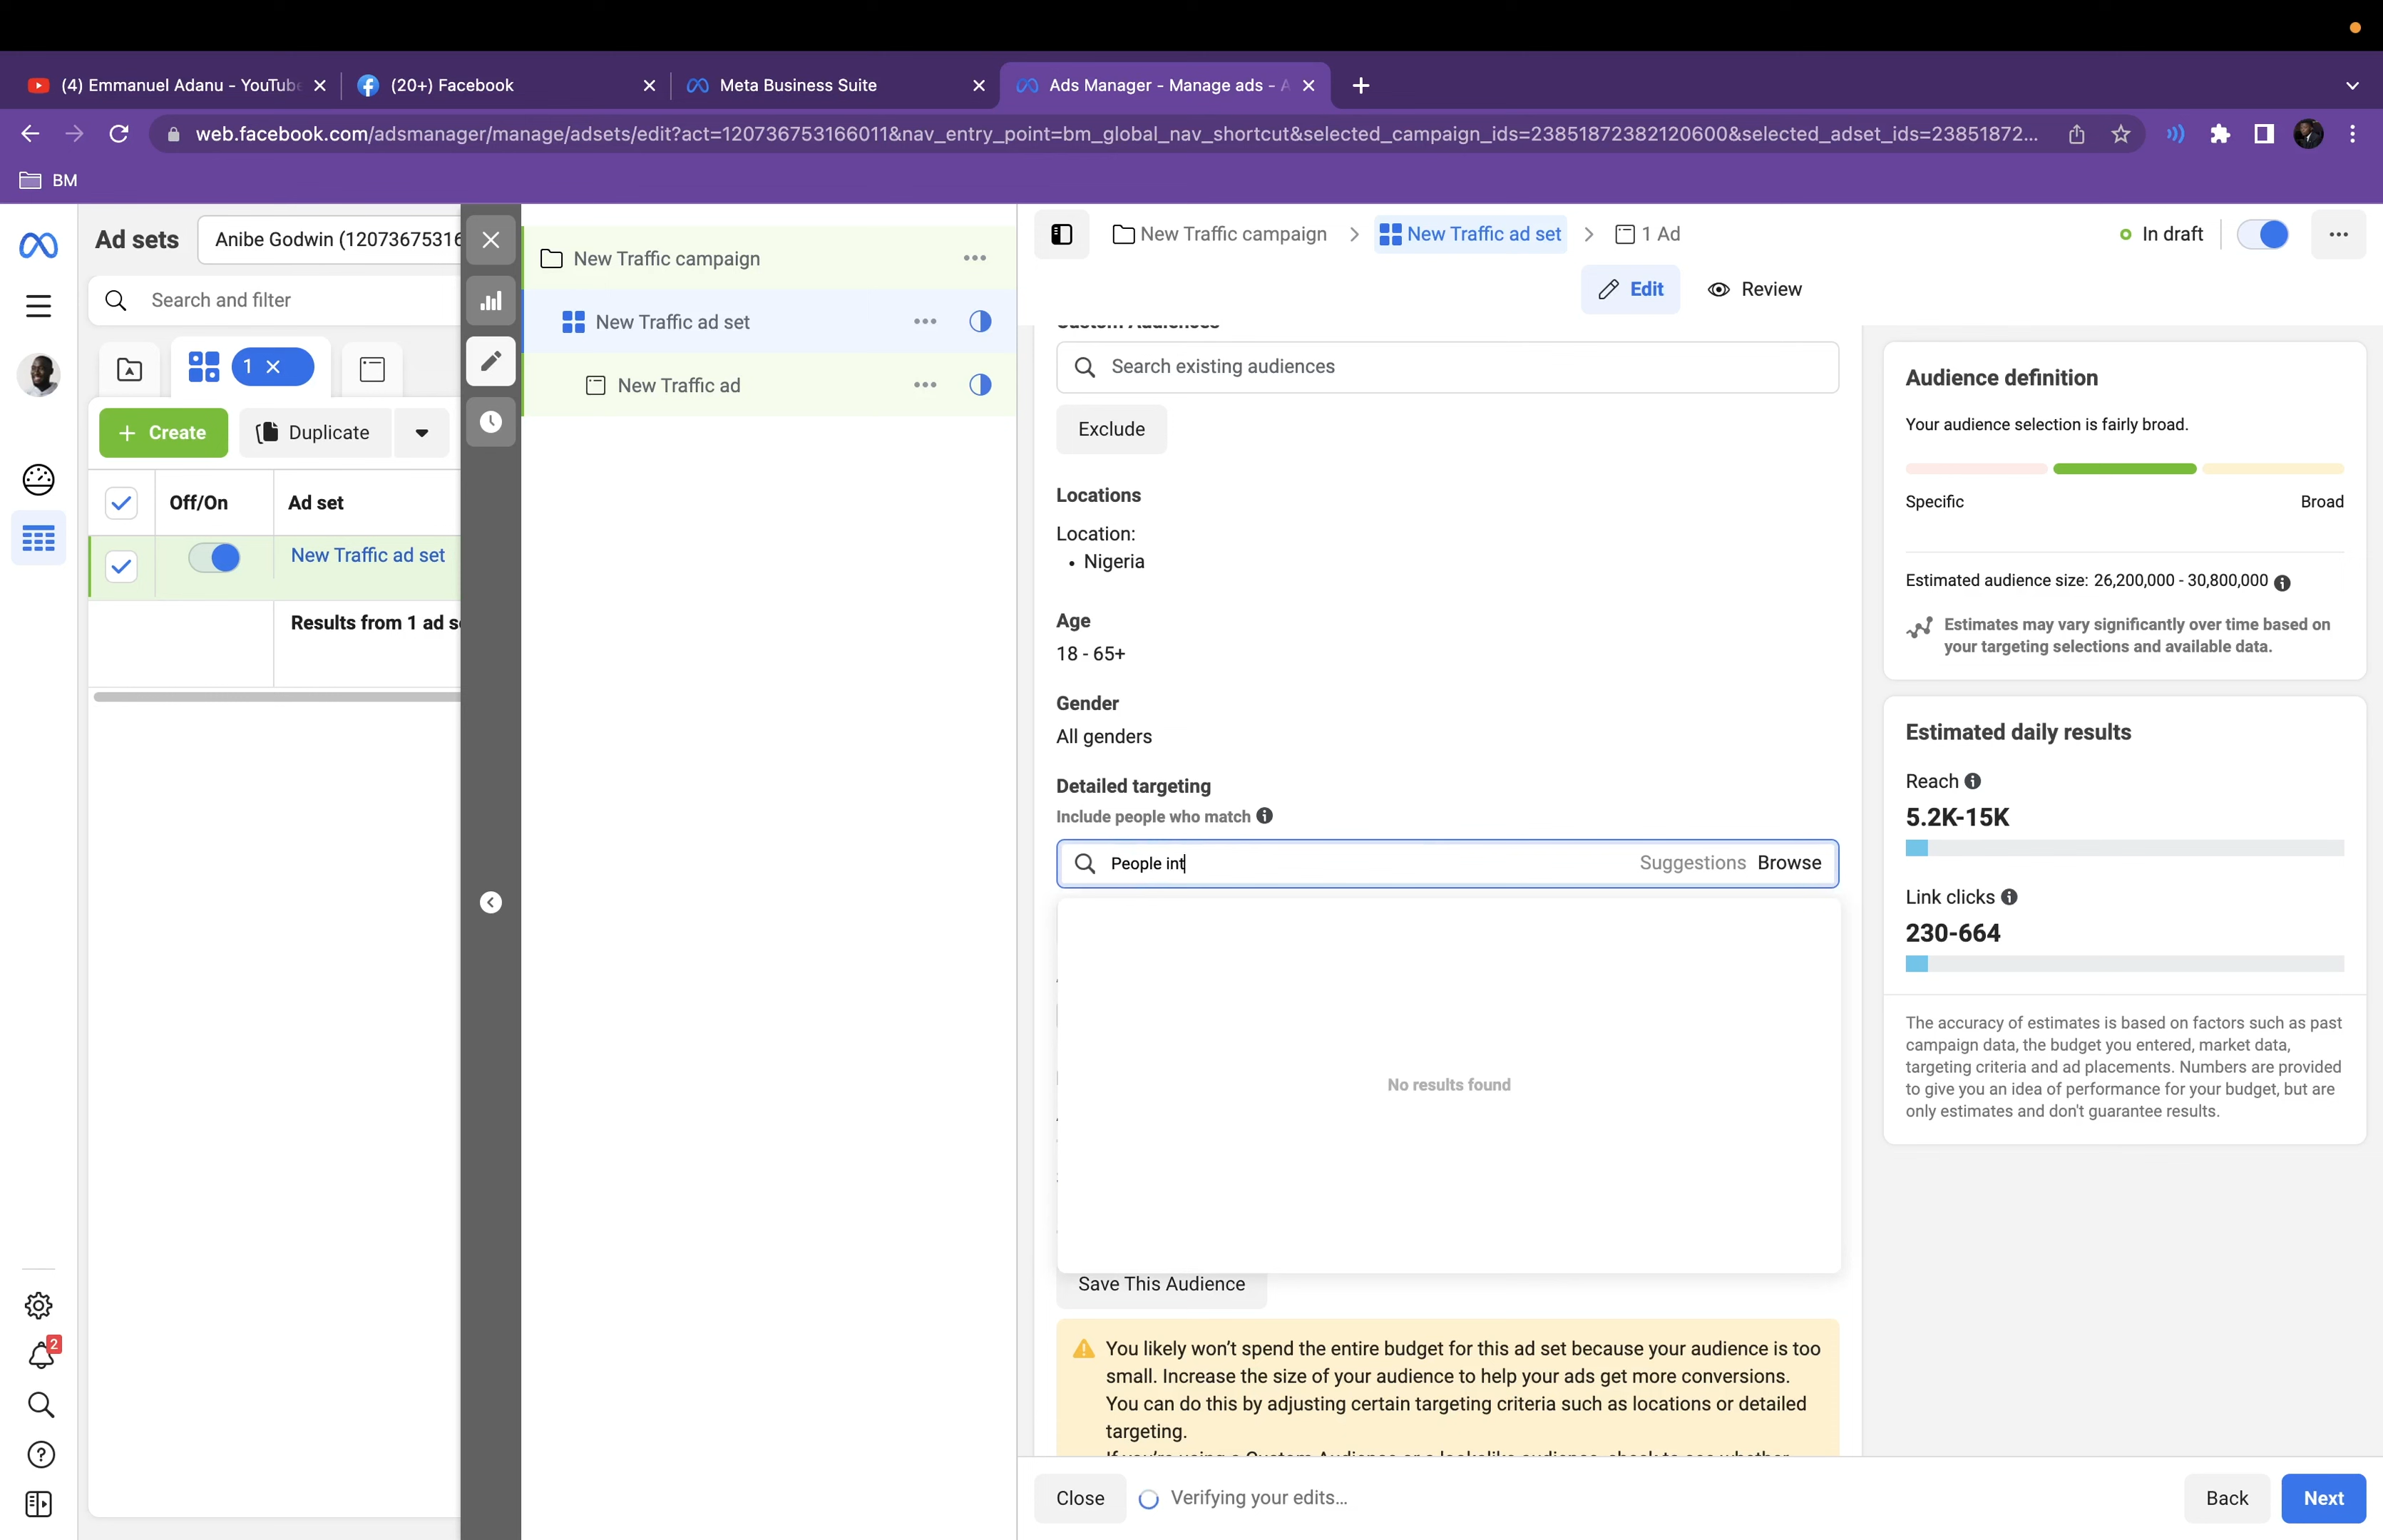 (4) Emmanuel Adanu - YouTube
(20+) Facebook
Meta Business Suite
Ads Manager - Manage ads - A
web.facebook.com/adsmanager/manage/adsets/edit?act=120736753166011&nav_entry_point=bm_global_nav_shortcut&selected_campaign_ids=23851872382120600&selected_adset_ids=23851872...
BM
Ad sets
Anibe Godwin (12073675316
Search and filter
1
Create
Duplicate
Off/On
Ad set
New Traffic ad set
Results from 1 ad s
2
New Traffic campaign
New Traffic ad set
New Traffic ad
New Traffic campaign
New Traffic ad set
1 Ad
In draft
Edit
Review
Custom Audiences
Search existing audiences
Exclude
Locations
Location:
• Nigeria
Age
18 - 65+
Gender
All genders
Detailed targeting
Include people who match
People int
Suggestions
Browse
No results found
Save This Audience
You likely won't spend the entire budget for this ad set because your audience is too
small. Increase the size of your audience to help your ads get more conversions.
You can do this by adjusting certain targeting criteria such as locations or detailed
targeting.
If you're using a Custom Audience or a lookalike audience, check to see whether
Close
Verifying your edits...
Back
Next
Audience definition
Your audience selection is fairly broad.
Specific
Broad
Estimated audience size: 26,200,000 - 30,800,000
Estimates may vary significantly over time based on
your targeting selections and available data.
Estimated daily results
Reach
5.2K-15K
Link clicks
230-664
The accuracy of estimates is based on factors such as past
campaign data, the budget you entered, market data,
targeting criteria and ad placements. Numbers are provided
to give you an idea of performance for your budget, but are
only estimates and don't guarantee results.